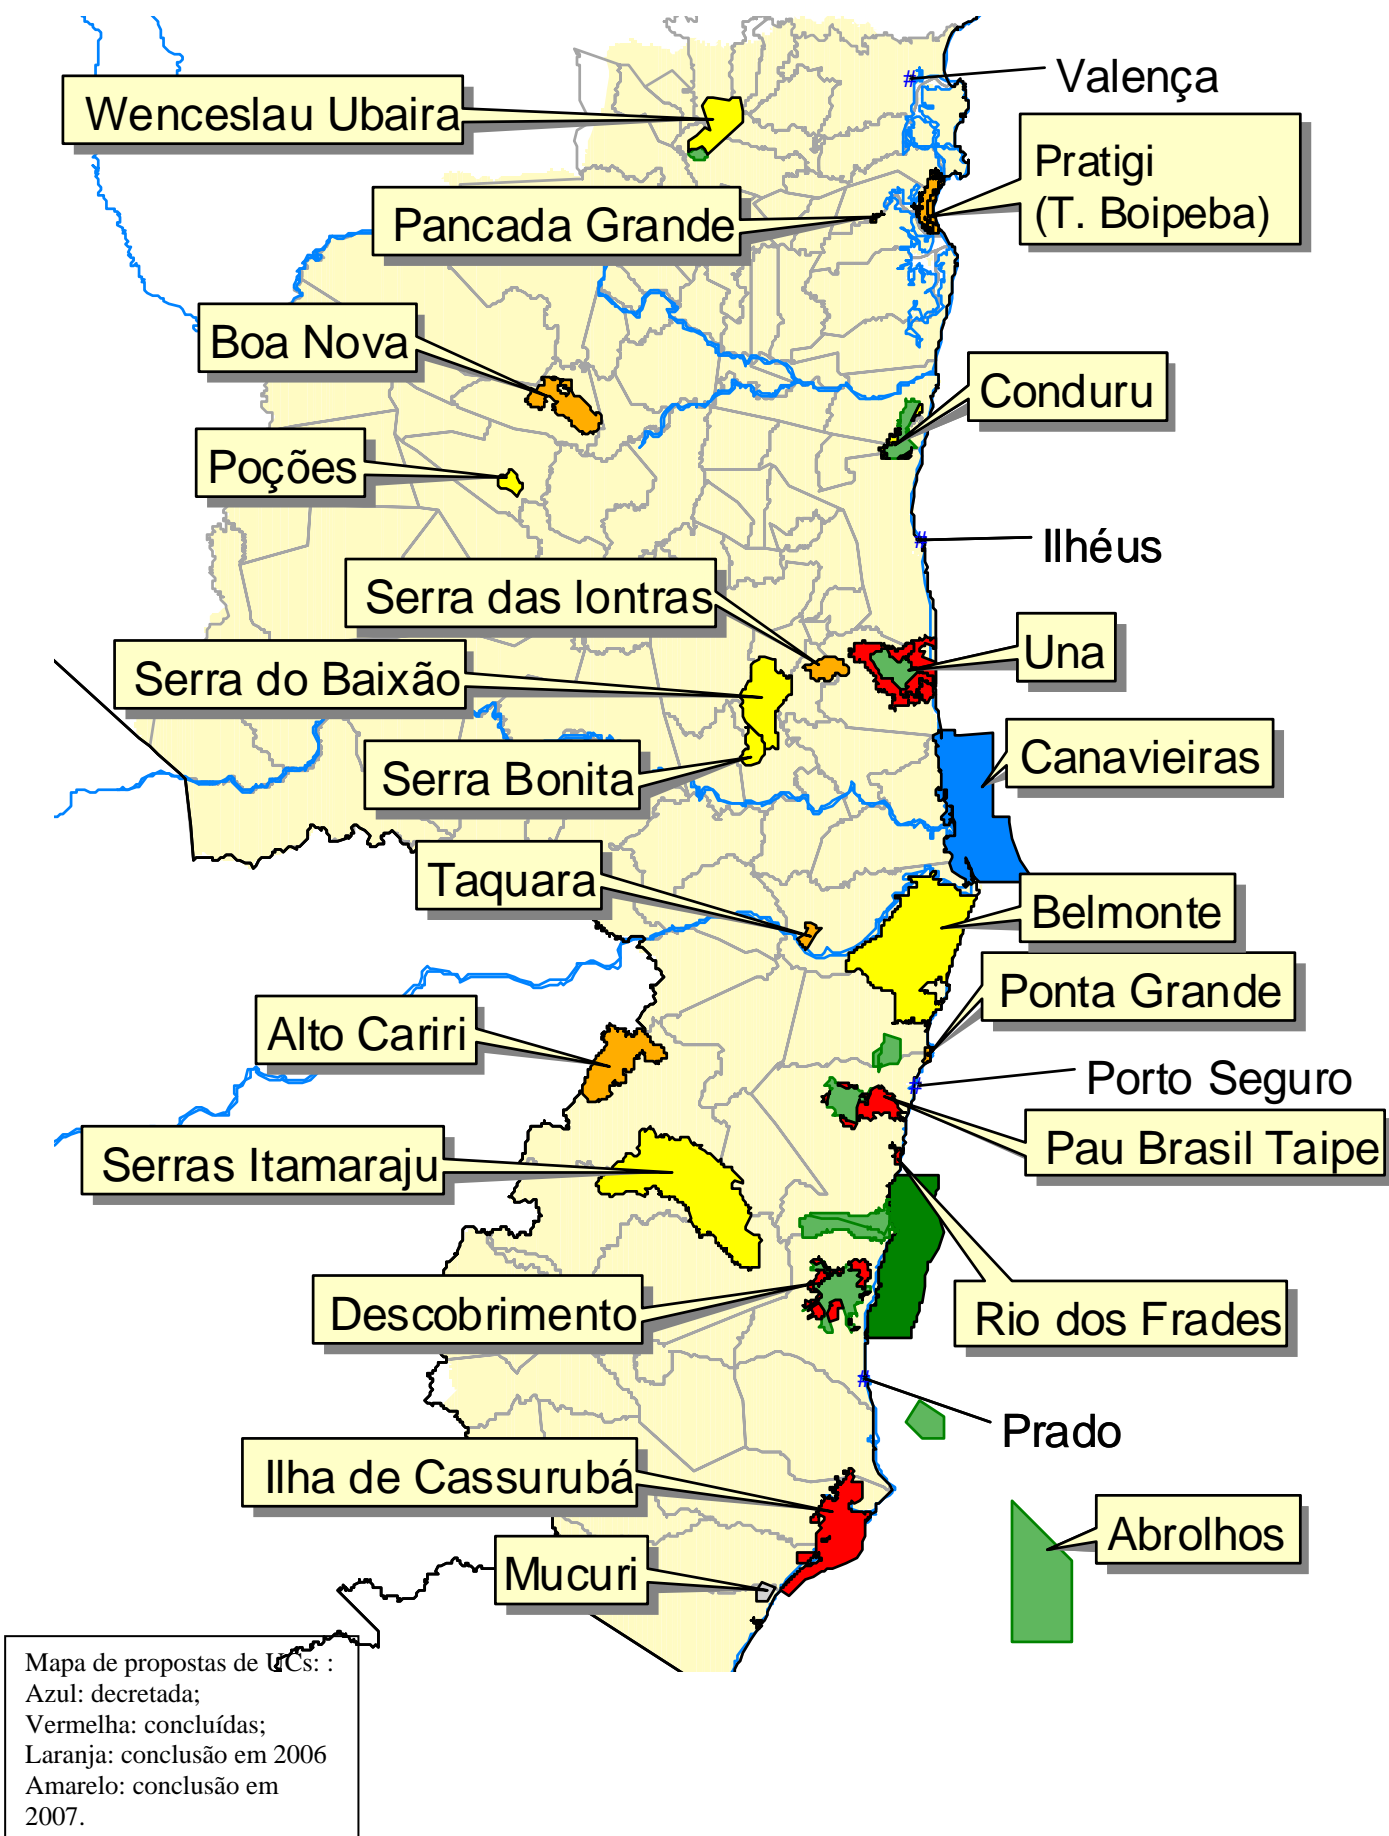 Valença
Wenceslau Ubaira
Pratigi
(T. Boipeba)
Pancada Grande
Boa Nova
Conduru
Poções
Ilhéus
Serra das lontras
Una
Serra do Baixão
Canavieiras
Serra Bonita
Taquara
Belmonte
Ponta Grande
Alto Cariri
Porto Seguro
Pau Brasil Taipe
Serras Itamaraju
Descobrimento
Rio dos Frades
Prado
Ilha de Cassurubá
Abrolhos
Mucuri
Mapa de propostas de UCs: :
Azul: decretada;
Vermelha: concluídas;
Laranja: conclusão em 2006
Amarelo: conclusão em
2007.